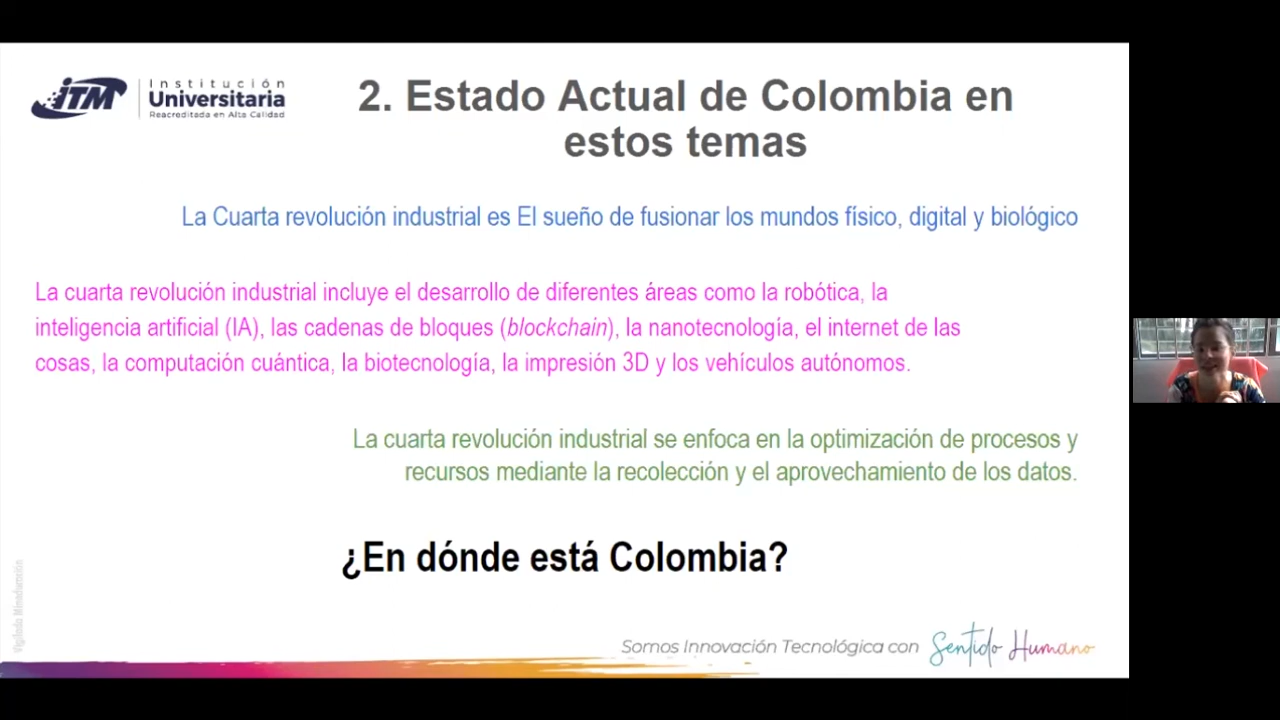 iTM
Institución
Universitaria
Reacreditada en Alta Calidad
2. Estado Actual de Colombia en
estos temas
La Cuarta revolución industrial es El sueño de fusionar los mundos físico, digital y biológico
La cuarta revolución industrial incluye el desarrollo de diferentes áreas como la robótica, la
inteligencia artificial (IA), las cadenas de bloques (blockchain), la nanotecnología, el internet de las
cosas, la computación cuántica, la biotecnología, la impresión 3D y los vehículos autónomos.
La cuarta revolución industrial se enfoca en la optimización de procesos y
recursos mediante la recolección y el aprovechamiento de los datos.
¿En dónde está Colombia?
Vigilada Mineducación
Somos Innovación Tecnológica con Sentido Humano